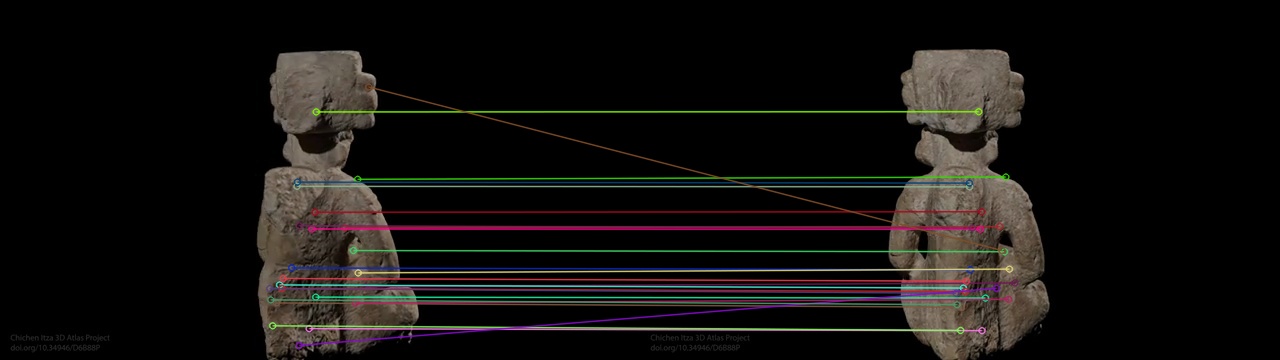 Chichen Itza 3D Atlas Project
doi.org/10.34946/D6B88P
Chichen Itza 3D Atlas Project
doi.org/10.34946/D6B88P